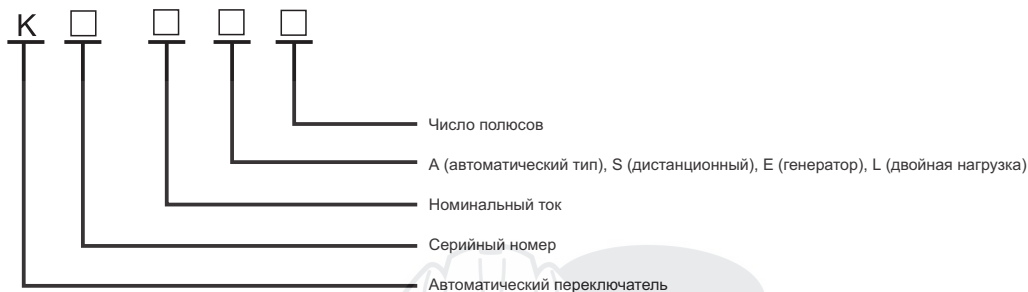 К □ □ □ □
Число полюсов
А (автоматический тип), S (дистанционный), Е (генератор), L (двойная нагрузка)
Номинальный ток
Серийный номер
Автоматический переключатель